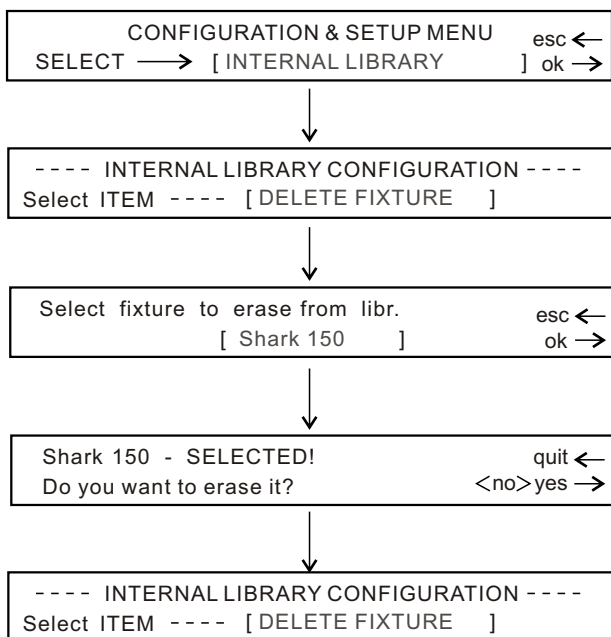 CONFIGURATION & SETUP MENU esc ←
SELECT ⟶ [ INTERNAL LIBRARY ] ok →
---- INTERNAL LIBRARY CONFIGURATION ----
Select ITEM ---- [ DELETE FIXTURE ]
Select fixture to erase from libr. esc ←
[ Shark 150 ] ok →
Shark 150 - SELECTED! quit ←
Do you want to erase it? <no> yes →
---- INTERNAL LIBRARY CONFIGURATION ----
Select ITEM ---- [ DELETE FIXTURE ]